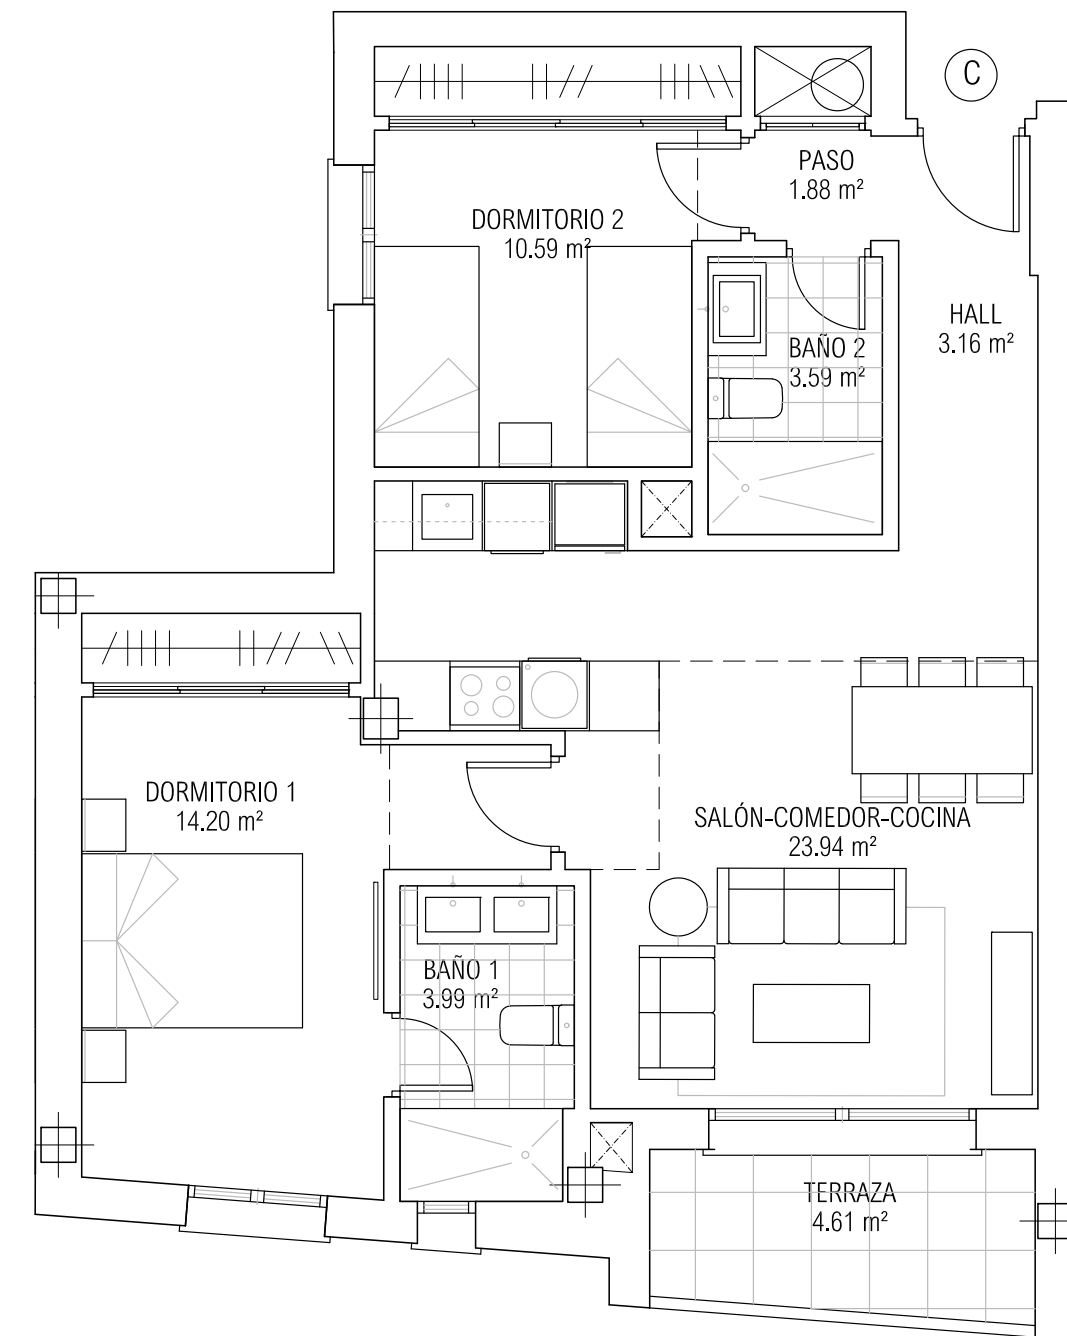 C
PASO
1.88 m²
DORMITORIO 2
10.59 m²
HALL
3.16 m²
BAÑO 2
3.59 m²
DORMITORIO 1
14.20 m²
SALÓN-COMEDOR-COCINA
23.94 m²
BAÑO 1
3.99 m²
TERRAZA
4.61 m²